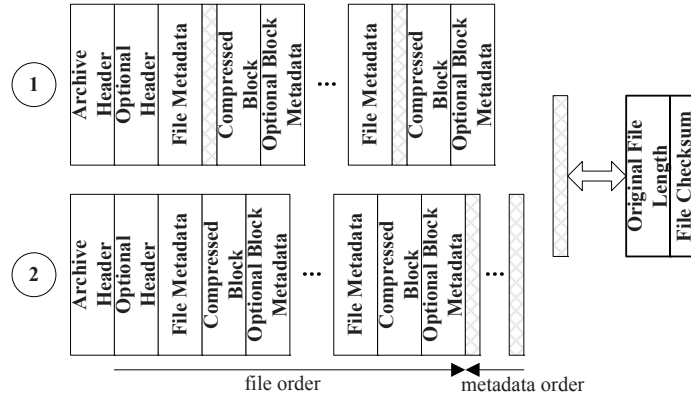 1
Archive
Header
Optional
Header
File Metadata
Compressed
Block
Optional Block
Metadata
...
File Metadata
Compressed
Block
Optional Block
Metadata
Original File
Length
File Checksum
2
Archive
Header
Optional
Header
File Metadata
Compressed
Block
Optional Block
Metadata
...
File Metadata
Compressed
Block
Optional Block
Metadata
...
file order
metadata order